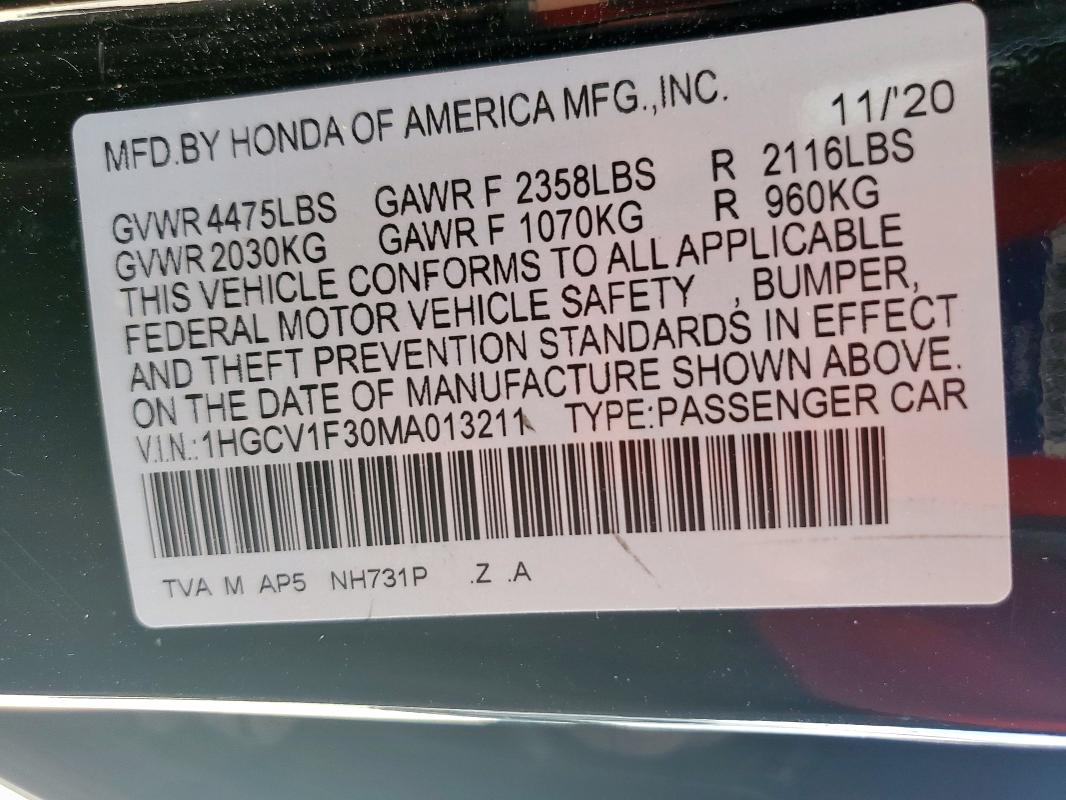 MFD.BY HONDA OF AMERICA MFG.,INC. 11/'20
GVWR 4475LBS GAWR F 2358LBS R 2116LBS
GVWR 2030KG GAWR F 1070KG R 960KG
THIS VEHICLE CONFORMS TO ALL APPLICABLE
FEDERAL MOTOR VEHICLE SAFETY , BUMPER,
AND THEFT PREVENTION STANDARDS IN EFFECT
ON THE DATE OF MANUFACTURE SHOWN ABOVE.
V.I.N.:1HGCV1F30MA013211 TYPE:PASSENGER CAR
TVA M AP5 NH731P .Z .A